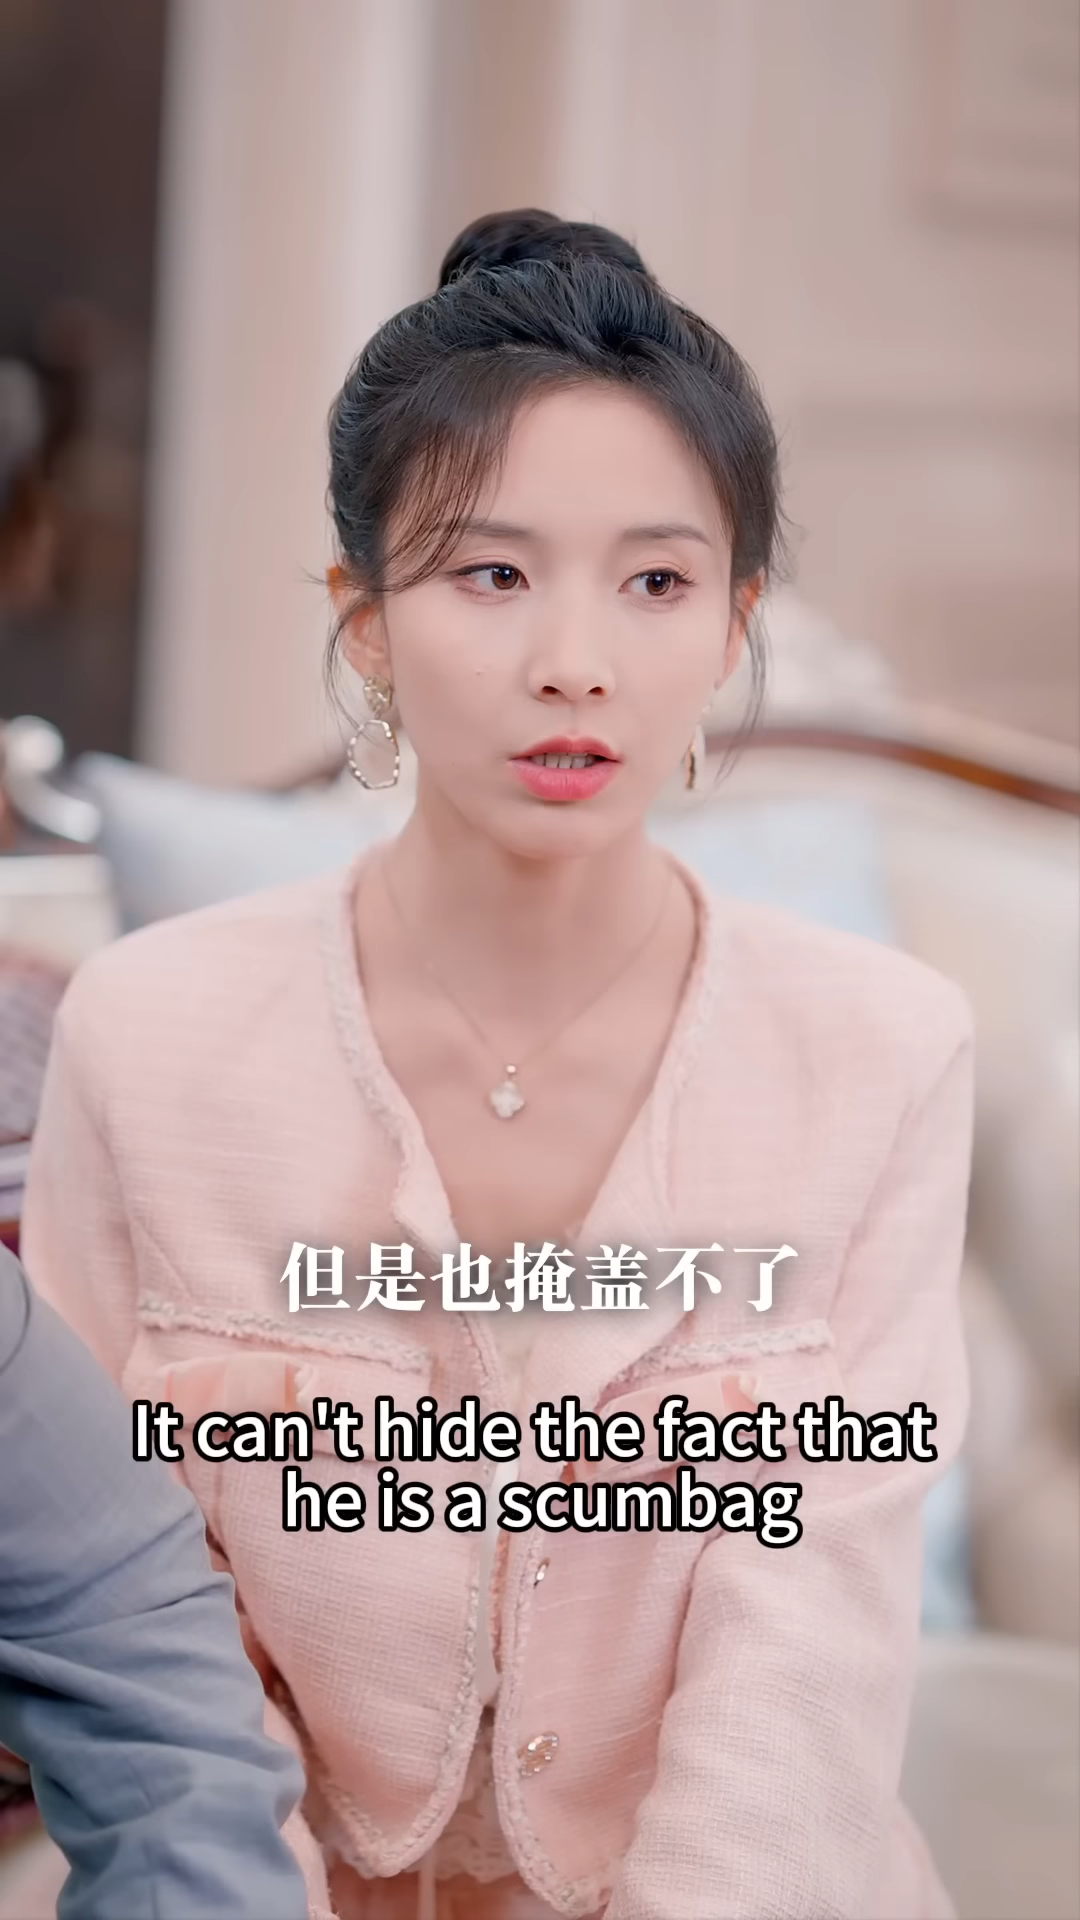 但是也掩盖不了
It can't hide the fact that
he is a scumbag